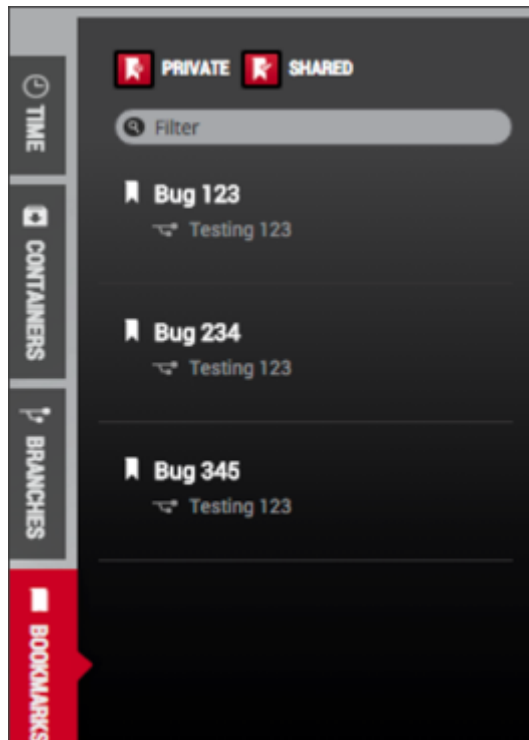 PRIVATE SHARED
Filter
Bug 123
Testing 123
Bug 234
Testing 123
Bug 345
Testing 123
TIME
CONTAINERS
BRANCHES
BOOKMARKS